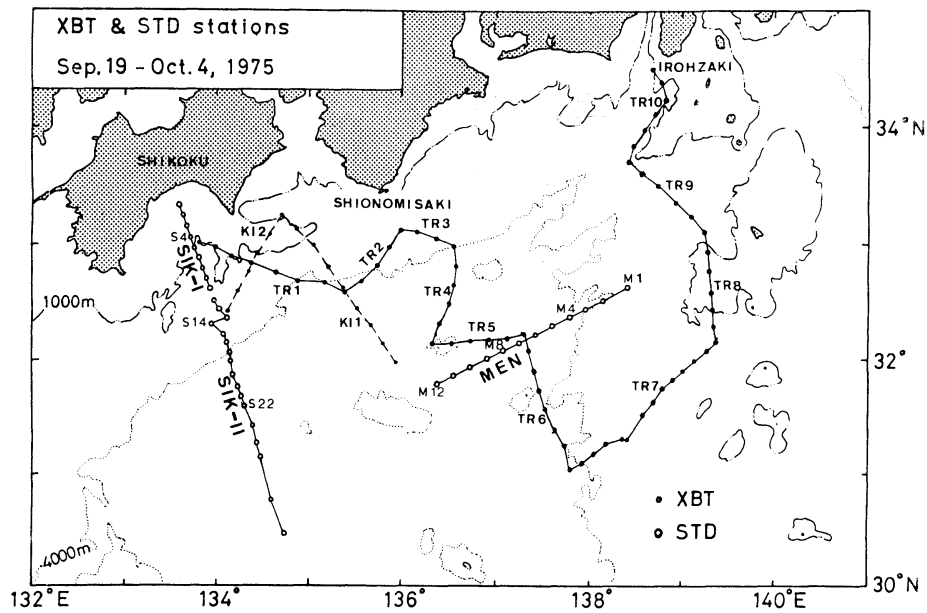 XBT & STD stations
Sep. 19 – Oct. 4, 1975
IROHZAKI
TR10
34°N
SHIKOKU
TR9
SHIONOMISAKI
S4
KI2
TR2
TR3
SIK-I
TR1
TR4
M1
TR8
1000m
S14
KI1
TR5
M4
M8
MEN
32°
M12
SIK-II
S22
TR6
TR7
XBT
STD
4000m
30°N
132°E
134°
136°
138°
140°